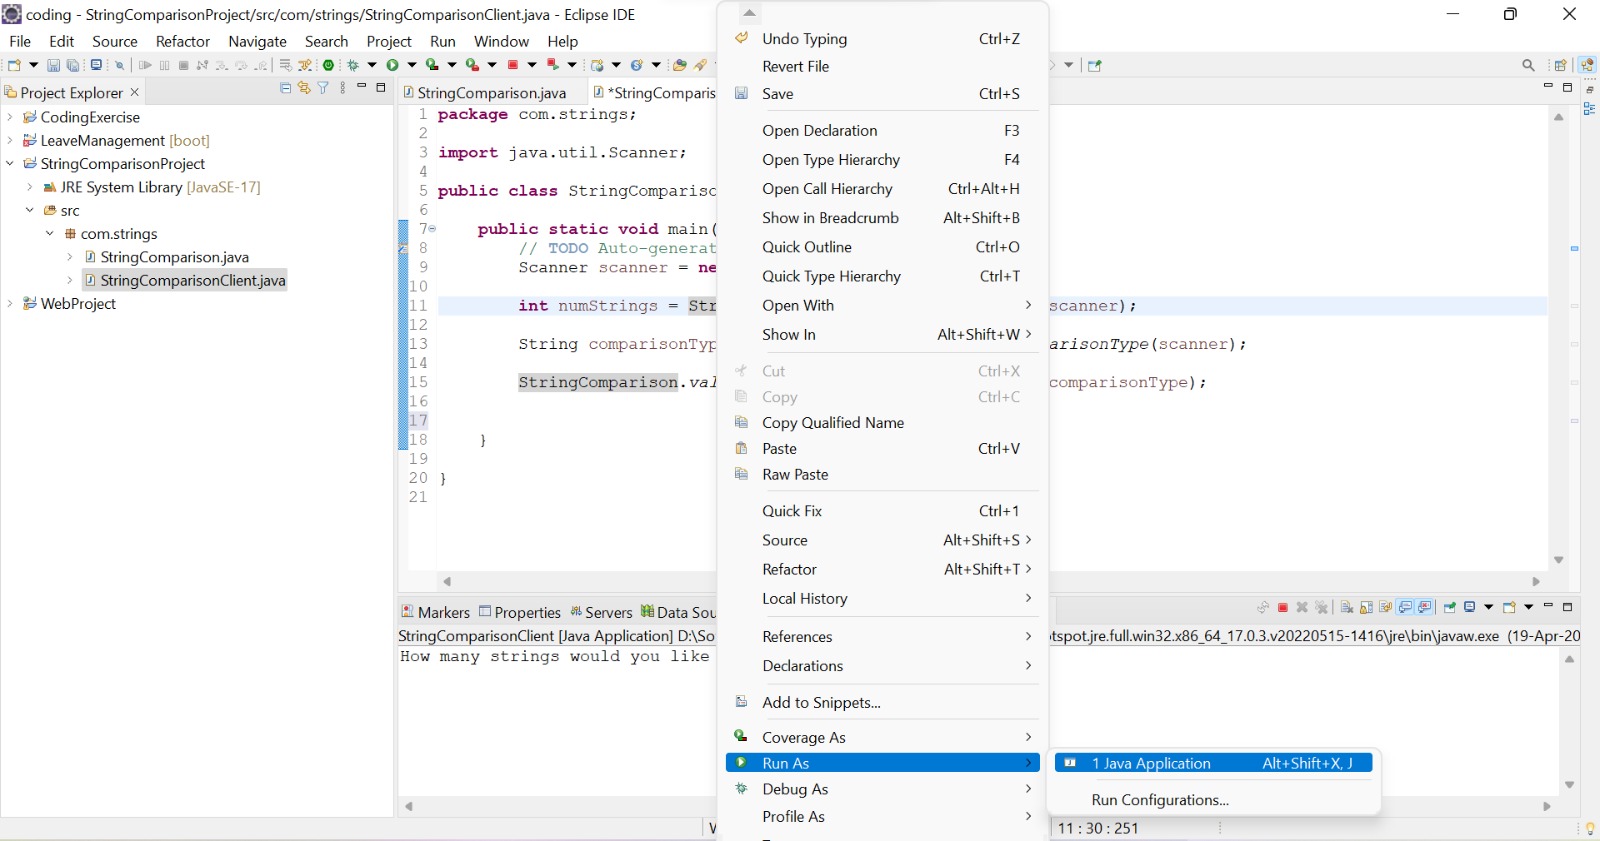 coding - StringComparisonProject/src/com/strings/StringComparisonClient.java - Eclipse IDE
File Edit Source Refactor Navigate Search Project Run Window Help
Project Explorer
CodingExercise
LeaveManagement [boot]
StringComparisonProject
JRE System Library [JavaSE-17]
src
com.strings
StringComparison.java
StringComparisonClient.java
WebProject
StringComparison.java *StringComparis
1 package com.strings;
2
3 import java.util.Scanner;
4
5 public class StringComparisc
6
7 public static void main(
8 // TODO Auto-generat
9 Scanner scanner = ne
10
11 int numStrings = Str scanner);
12
13 String comparisonTyp arisonType(scanner);
14
15 StringComparison.val comparisonType);
16
17
18 }
19
20 }
21
Undo Typing Ctrl+Z
Revert File
Save Ctrl+S
Open Declaration F3
Open Type Hierarchy F4
Open Call Hierarchy Ctrl+Alt+H
Show in Breadcrumb Alt+Shift+B
Quick Outline Ctrl+O
Quick Type Hierarchy Ctrl+T
Open With
Show In Alt+Shift+W
Cut Ctrl+X
Copy Ctrl+C
Copy Qualified Name
Paste Ctrl+V
Raw Paste
Quick Fix Ctrl+1
Source Alt+Shift+S
Refactor Alt+Shift+T
Local History
References
Declarations
Add to Snippets...
Coverage As
Run As
Debug As
Profile As
1 Java Application Alt+Shift+X, J
Run Configurations...
Markers Properties Servers Data Sou
StringComparisonClient [Java Application] D:\So tspot.jre.full.win32.x86_64_17.0.3.v20220515-1416\jre\bin\javaw.exe (19-Apr-20
How many strings would you like
11 : 30 : 251